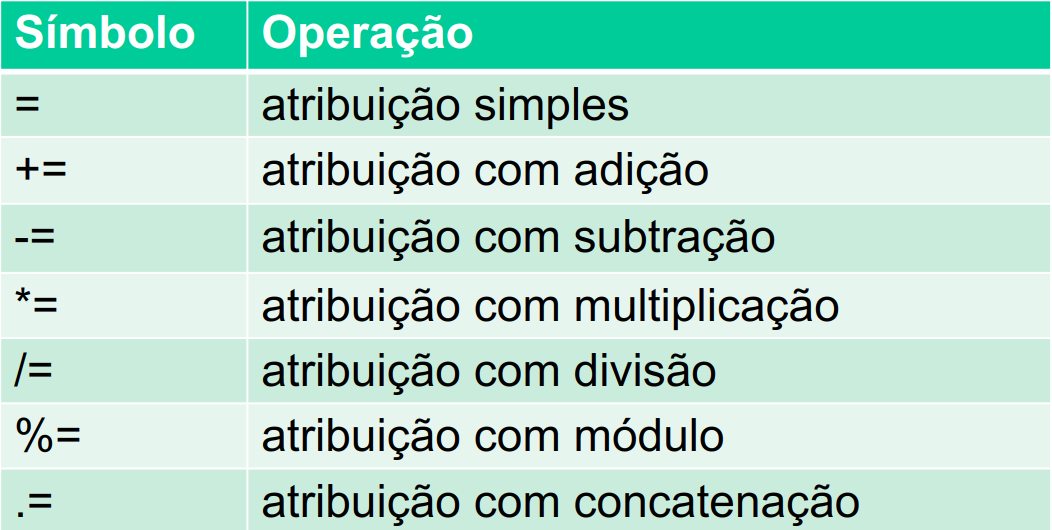 Símbolo Operação
= atribuição simples
+= atribuição com adição
-= atribuição com subtração
*= atribuição com multiplicação
/= atribuição com divisão
%= atribuição com módulo
.= atribuição com concatenação